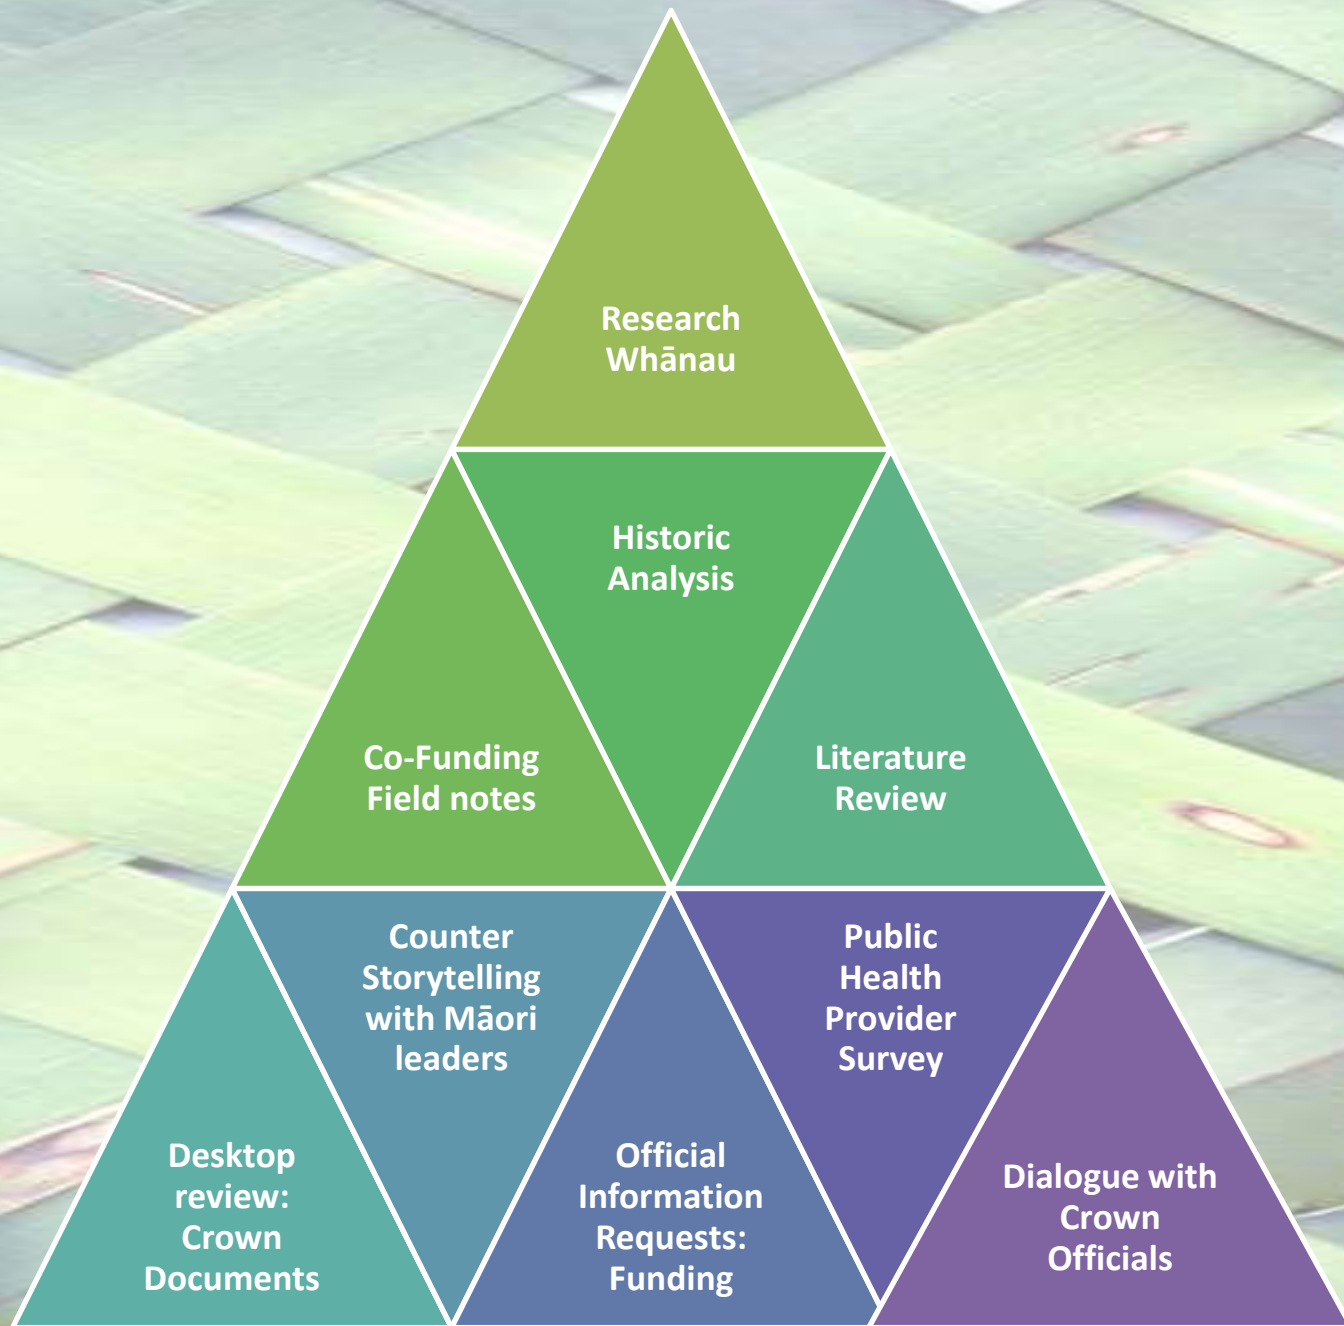 Research
Whānau
Historic
Analysis
Co-Funding
Field notes
Literature
Review
Counter
Storytelling
with Māori
leaders
Public
Health
Provider
Survey
Desktop
review:
Crown
Documents
Official
Information
Requests:
Funding
Dialogue with
Crown
Officials